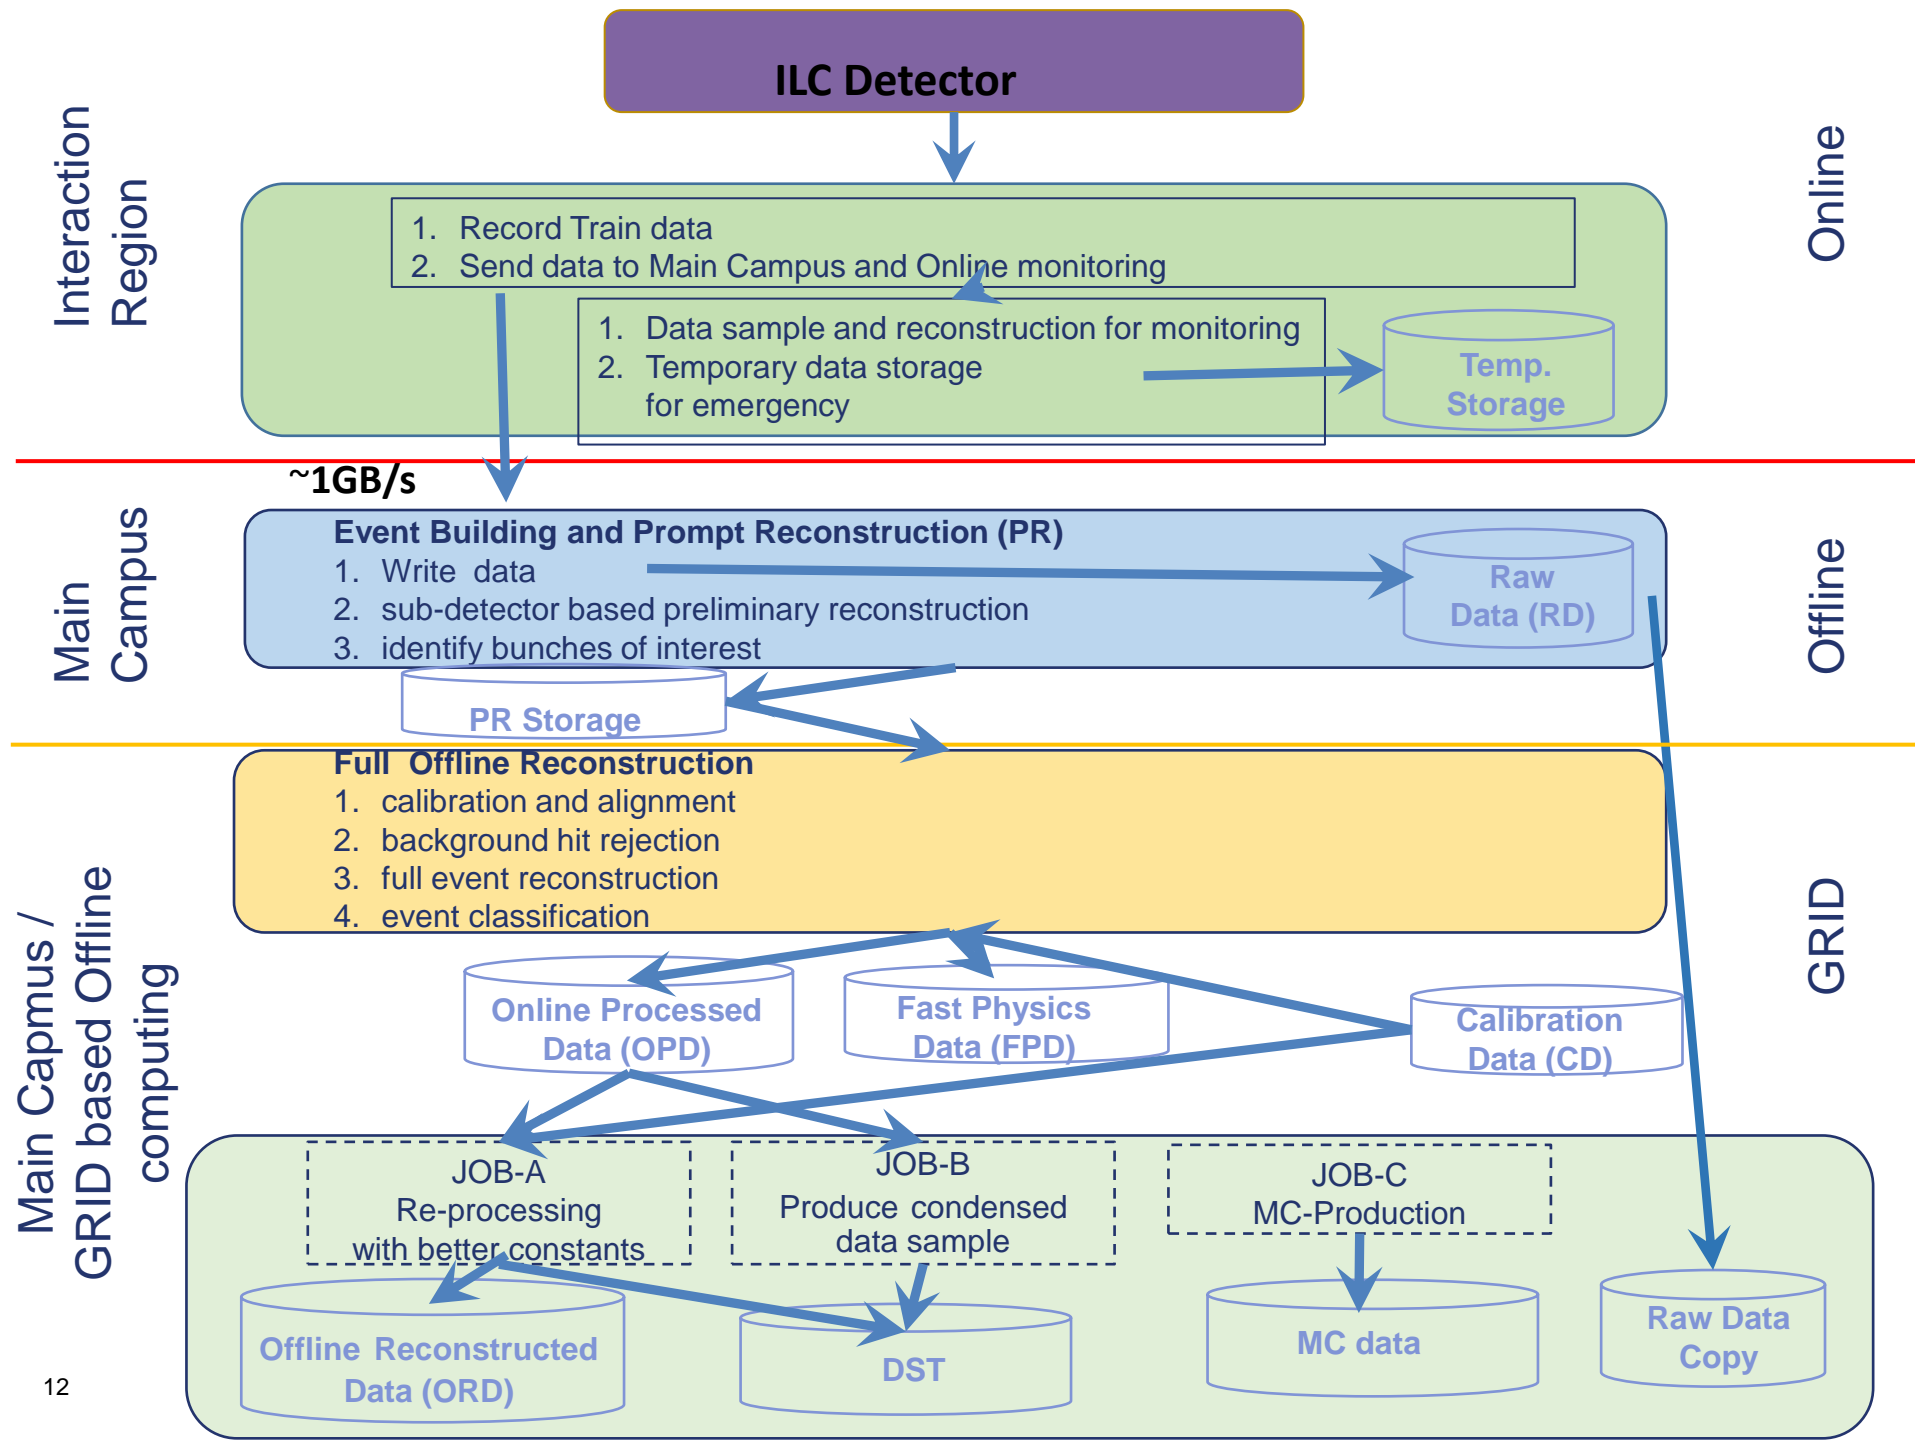 ILC Detector
Interaction
Region
Online
1. Record Train data
2. Send data to Main Campus and Online monitoring
1. Data sample and reconstruction for monitoring
2. Temporary data storage
for emergency
Temp.
Storage
~1GB/s
Main
Campus
Offline
Event Building and Prompt Reconstruction (PR)
1. Write data
2. sub-detector based preliminary reconstruction
3. identify bunches of interest
Raw
Data (RD)
PR Storage
Main Capmus /
GRID based Offline
computing
GRID
Full Offline Reconstruction
1. calibration and alignment
2. background hit rejection
3. full event reconstruction
4. event classification
Online Processed
Data (OPD)
Fast Physics
Data (FPD)
Calibration
Data (CD)
JOB-A
Re-processing
with better constants
JOB-B
Produce condensed
data sample
JOB-C
MC-Production
Offline Reconstructed
Data (ORD)
DST
MC data
Raw Data
Copy
12